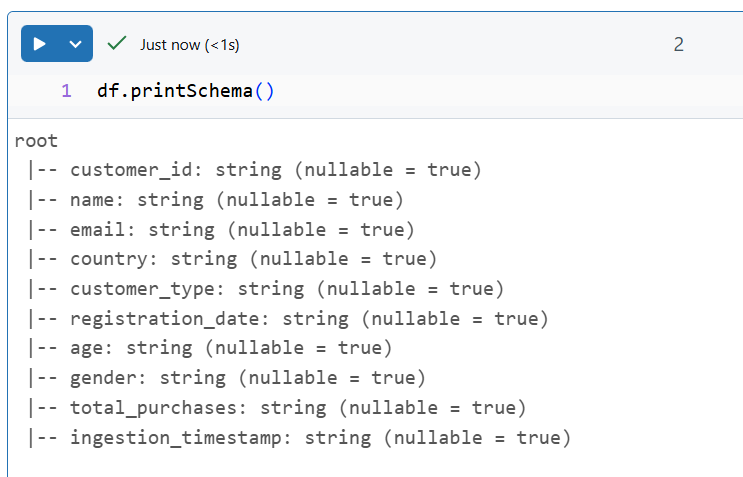 Just now (<1s)
2
1 df.printSchema()
root
 |-- customer_id: string (nullable = true)
 |-- name: string (nullable = true)
 |-- email: string (nullable = true)
 |-- country: string (nullable = true)
 |-- customer_type: string (nullable = true)
 |-- registration_date: string (nullable = true)
 |-- age: string (nullable = true)
 |-- gender: string (nullable = true)
 |-- total_purchases: string (nullable = true)
 |-- ingestion_timestamp: string (nullable = true)